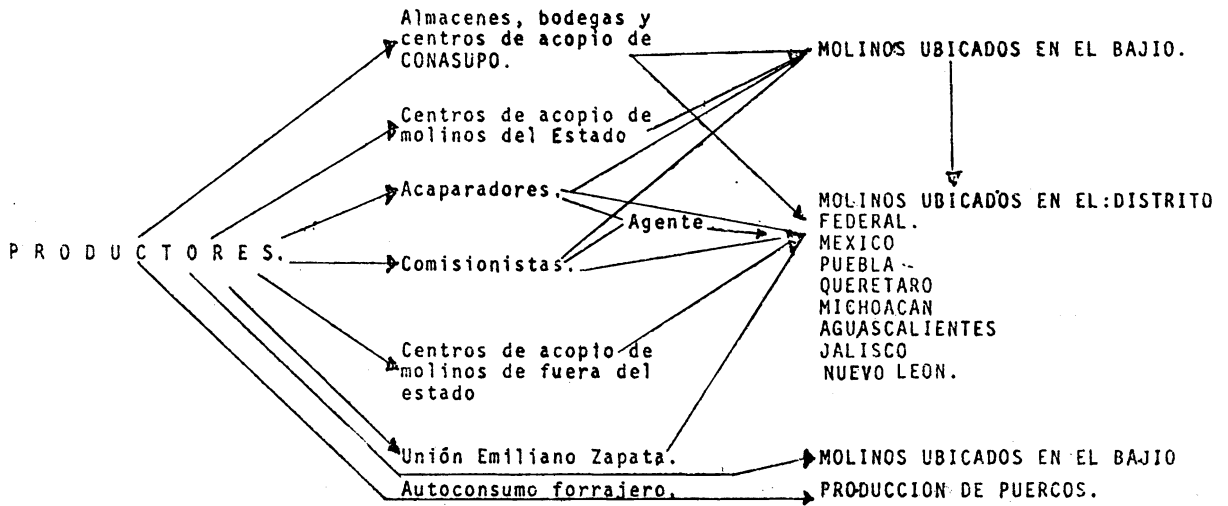 Almacenes, bodegas y
centros de acopio de
CONASUPO.
MOLINOS UBICADOS EN EL BAJIO.
Centros de acopio de
molinos del Estado
Acaparadores.
Agente
MOLINOS UBICADOS EN EL:DISTRITO
FEDERAL.
MEXICO
PUEBLA
QUERETARO
MICHOACAN
AGUASCALIENTES
JALISCO
NUEVO LEON.
PRODUCTORES.
Comisionistas.
Centros de acopio de
molinos de fuera del
estado
Unión Emiliano Zapata.
MOLINOS UBICADOS EN EL BAJIO
Autoconsumo forrajero.
PRODUCCION DE PUERCOS.